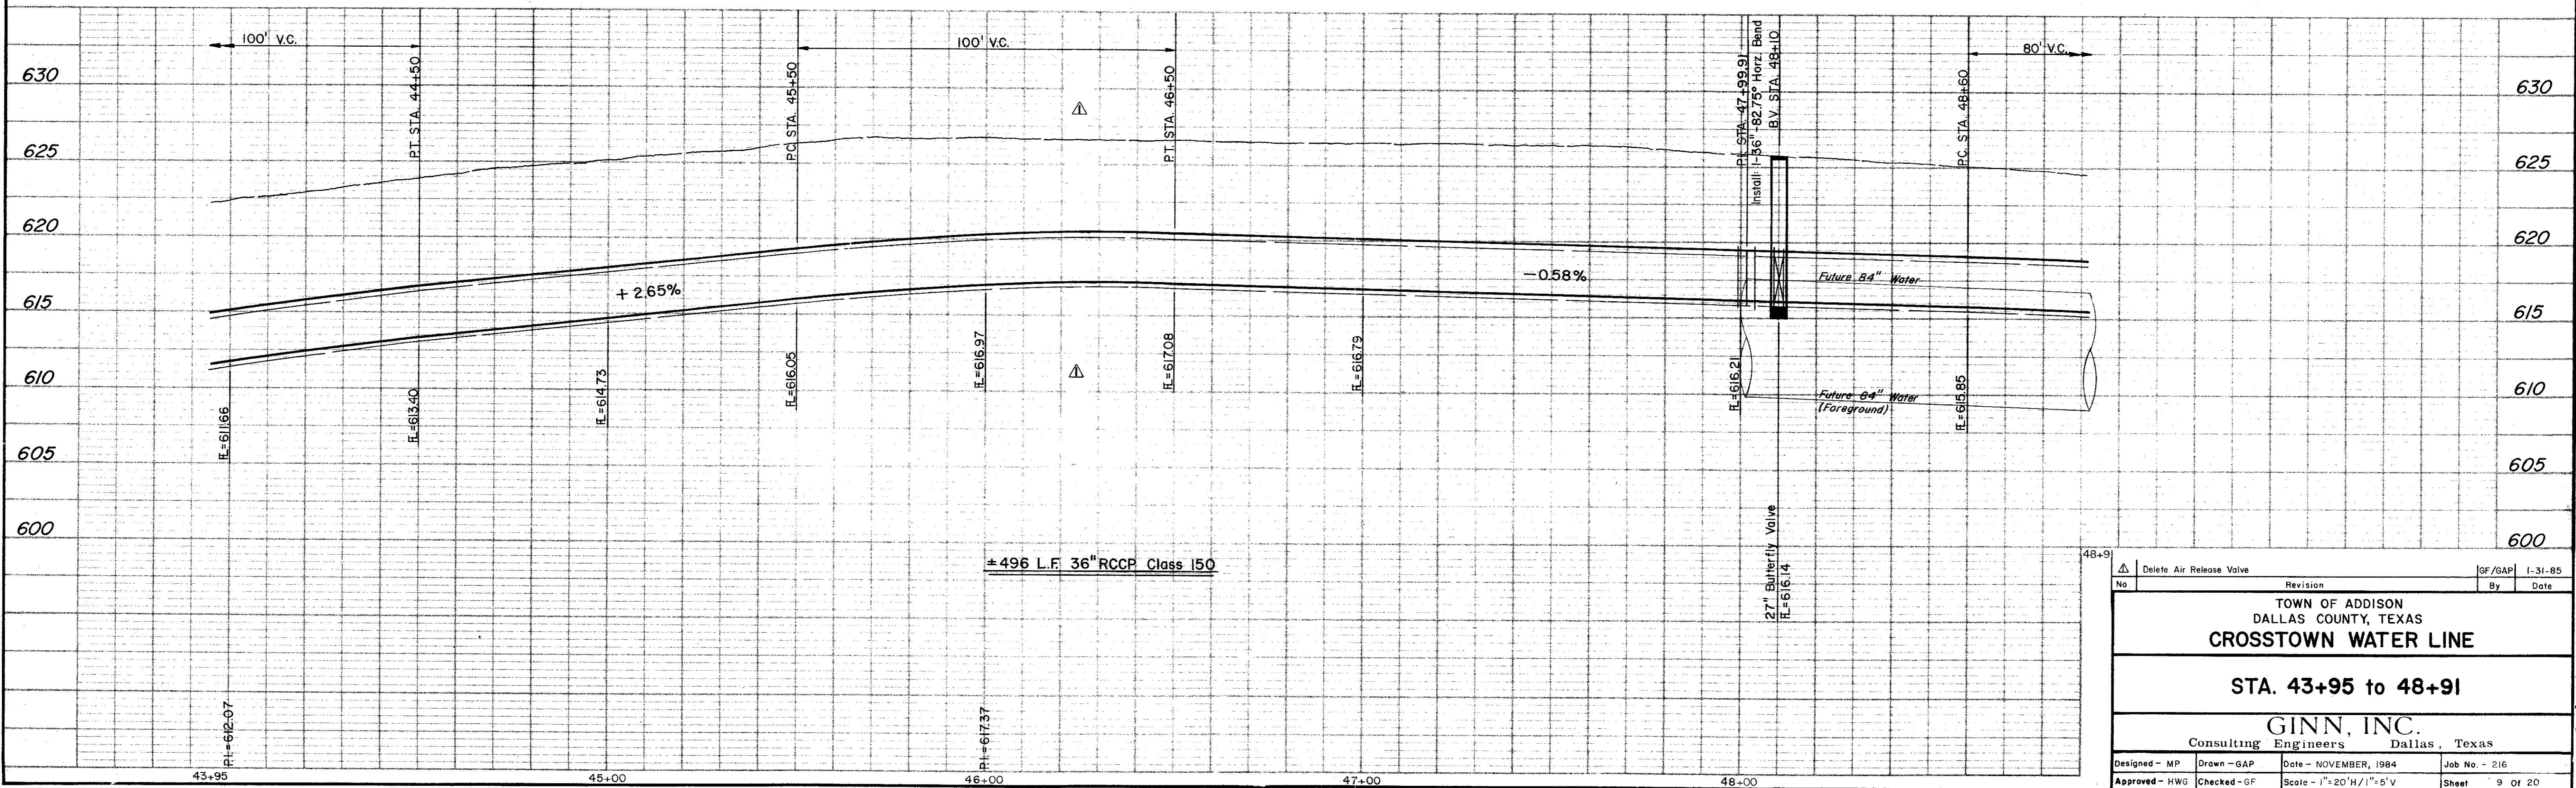 100' V.C.
100' V.C.
80' V.C.
P.T. STA. 44+50
P.C. STA. 45+50
P.T. STA. 46+50
P.I. STA. 47+99.91
Install: 1-36"-82.75° Horz. Bend
B.V. STA. 48+10
P.C. STA. 48+60
630
625
620
615
610
605
600
630
625
620
615
610
605
600
+2.65%
-0.58%
Future 84" Water
Future 84" Water
(Foreground)
FL=611.66
FL=613.40
FL=614.73
FL=616.05
FL=616.97
FL=617.08
FL=616.79
FL=616.21
FL=615.85
27" Butterfly Valve
FL=616.14
±496 L.F. 36" RCCP Class 150
P.I.=612.07
P.I.=617.37
43+95
45+00
46+00
47+00
48+00
48+91
1 Delete Air Release Valve GF/GAP 1-31-85
No Revision By Date
TOWN OF ADDISON
DALLAS COUNTY, TEXAS
CROSSTOWN WATER LINE
STA. 43+95 to 48+91
GINN, INC.
Consulting Engineers Dallas, Texas
Designed - MP Drawn - GAP Date - NOVEMBER, 1984 Job No. - 216
Approved - HWG Checked - GF Scale - 1"=20'H/1"=5'V Sheet 9 Of 20